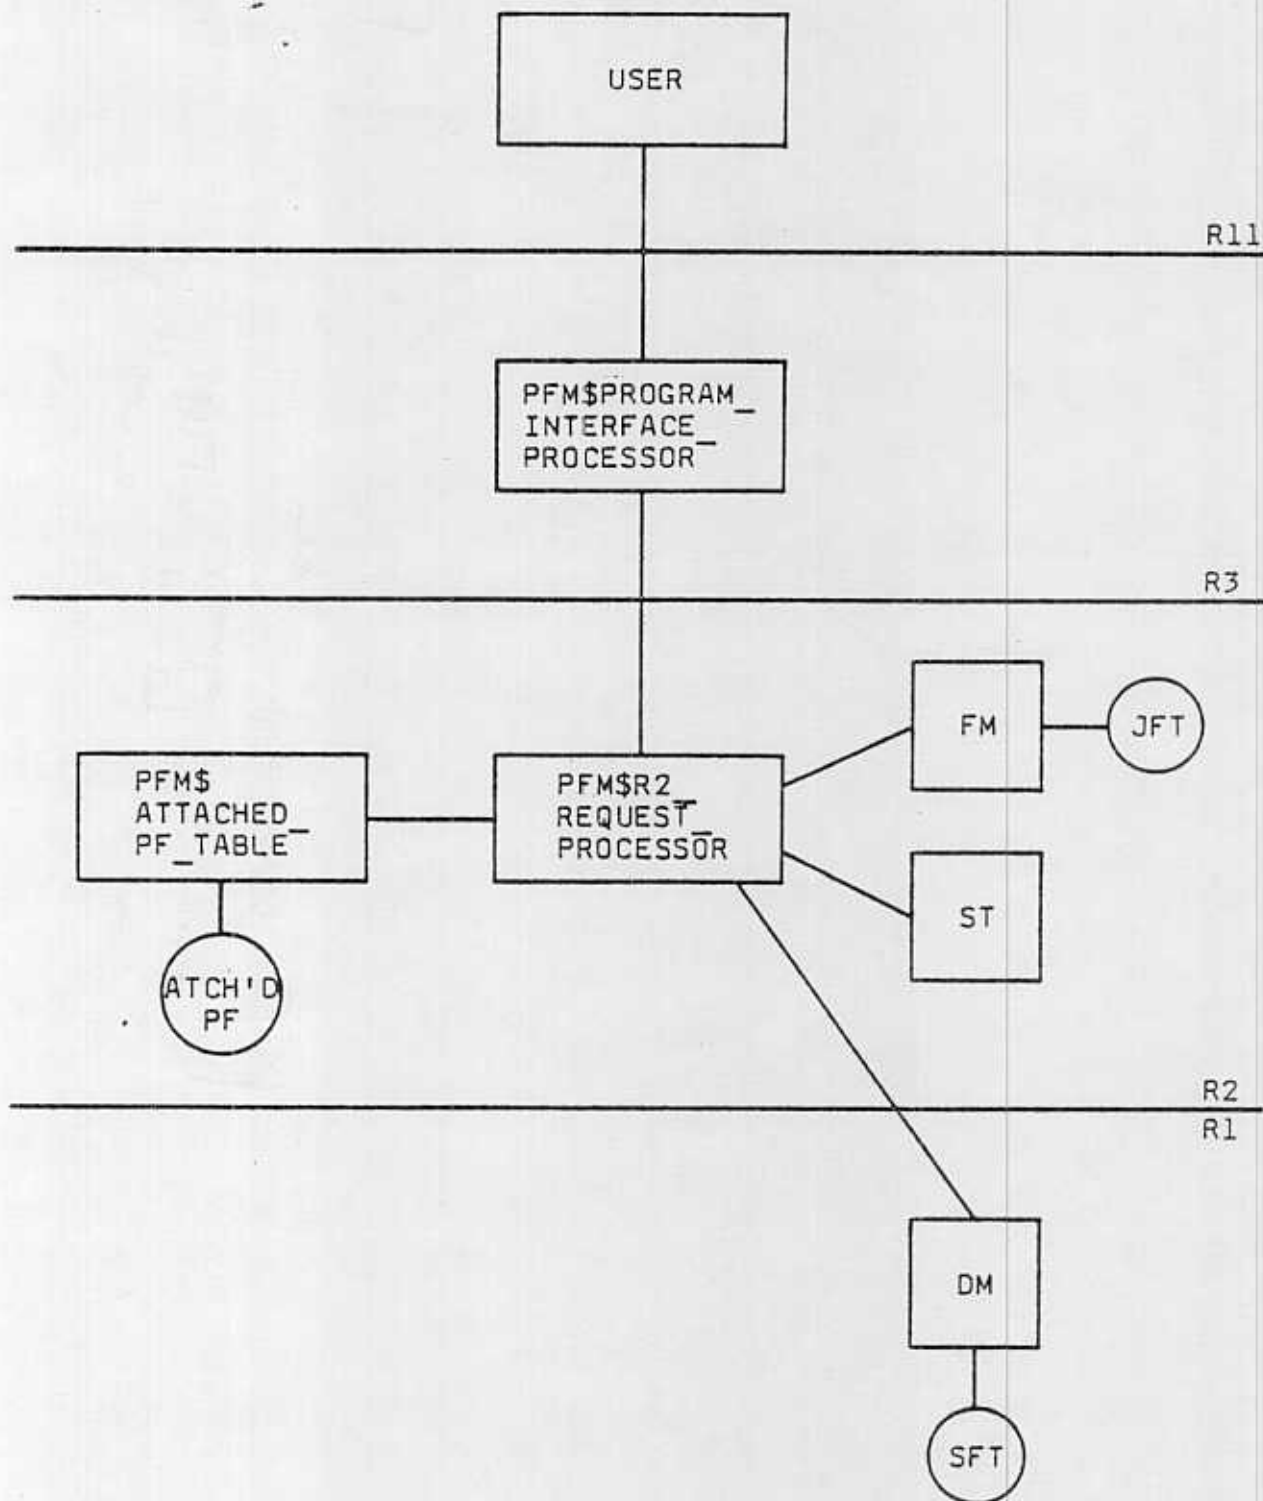 USER
R11
PFM$PROGRAM_
INTERFACE_
PROCESSOR
R3
FM
JFT
PFM$
ATTACHED_
PF_TABLE
PFM$R2_
REQUEST_
PROCESSOR
ST
ATCH'D
PF
R2
R1
DM
SFT